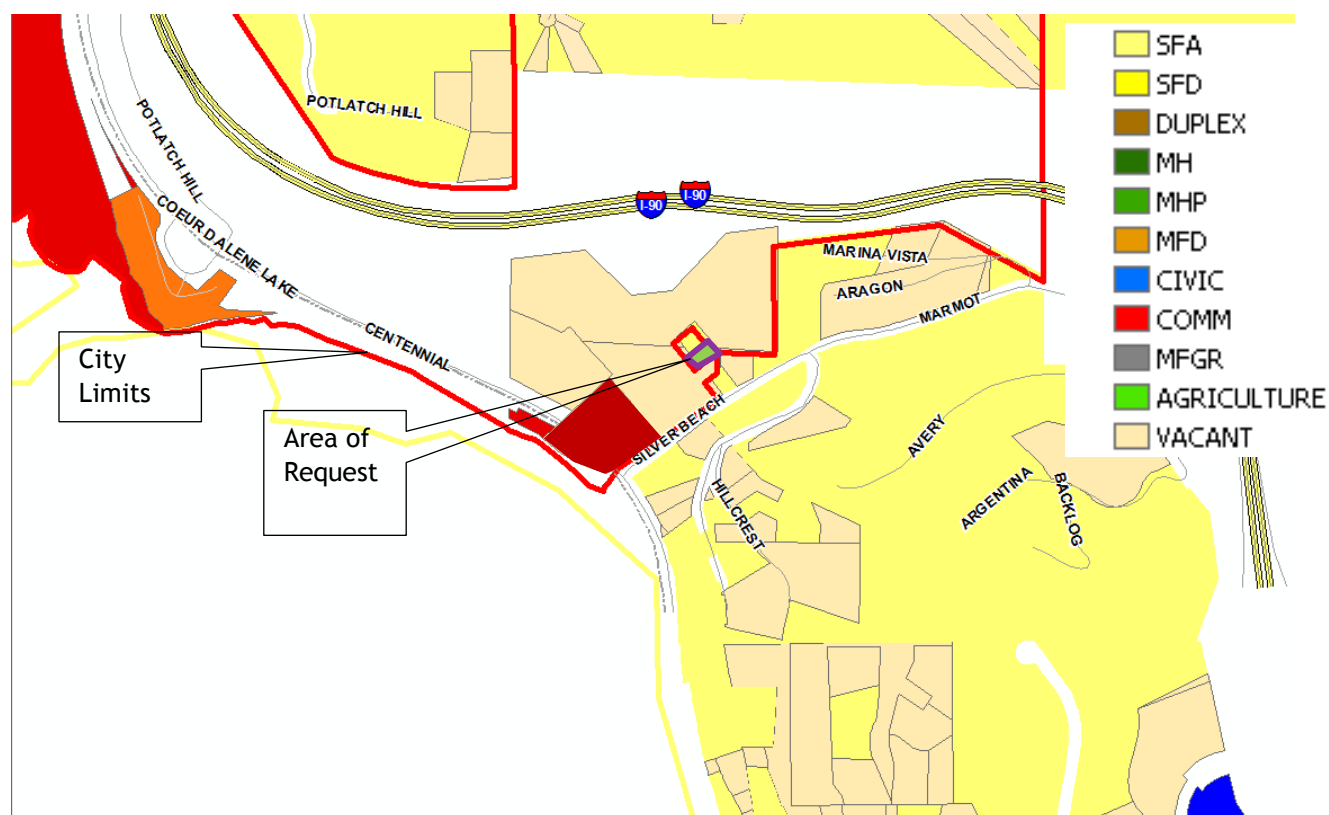 POTLATCH HILL
POTLATCH HILL
COEUR DALENE LAKE
CENTENNIAL
I-90
I-90
MARINA VISTA
ARAGON
MARMOT
SILVER BEACH
HILLCREST
AVERY
ARGENTINA
BACKLOG
City
Limits
Area of
Request
SFA
SFD
DUPLEX
MH
MHP
MFD
CIVIC
COMM
MFGR
AGRICULTURE
VACANT